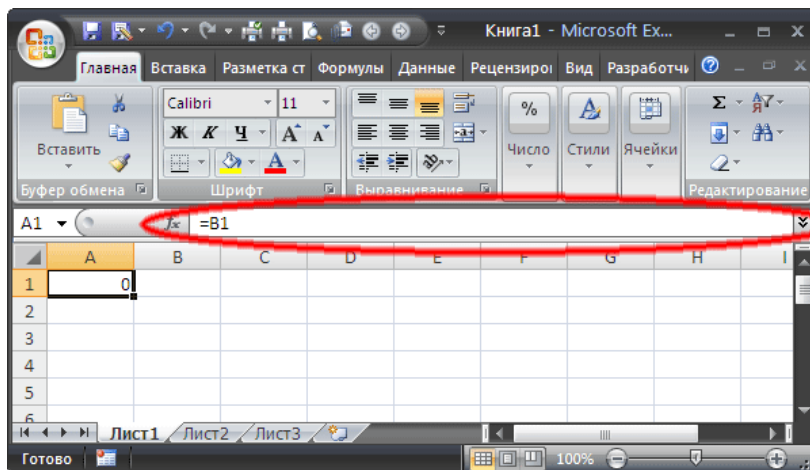 Книга1 - Microsoft Ex...
Главная Вставка Разметка ст Формулы Данные Рецензиро Вид Разработчи
Calibri 11
Вставить Ж К Ч A A % Число Стили Ячейки Σ А Я
Буфер обмена Шрифт Выравнивание Редактирование
A1 fx =B1
A B C D E F G H I
1 0
2
3
4
5
6
Лист1 Лист2 Лист3
Готово 100%